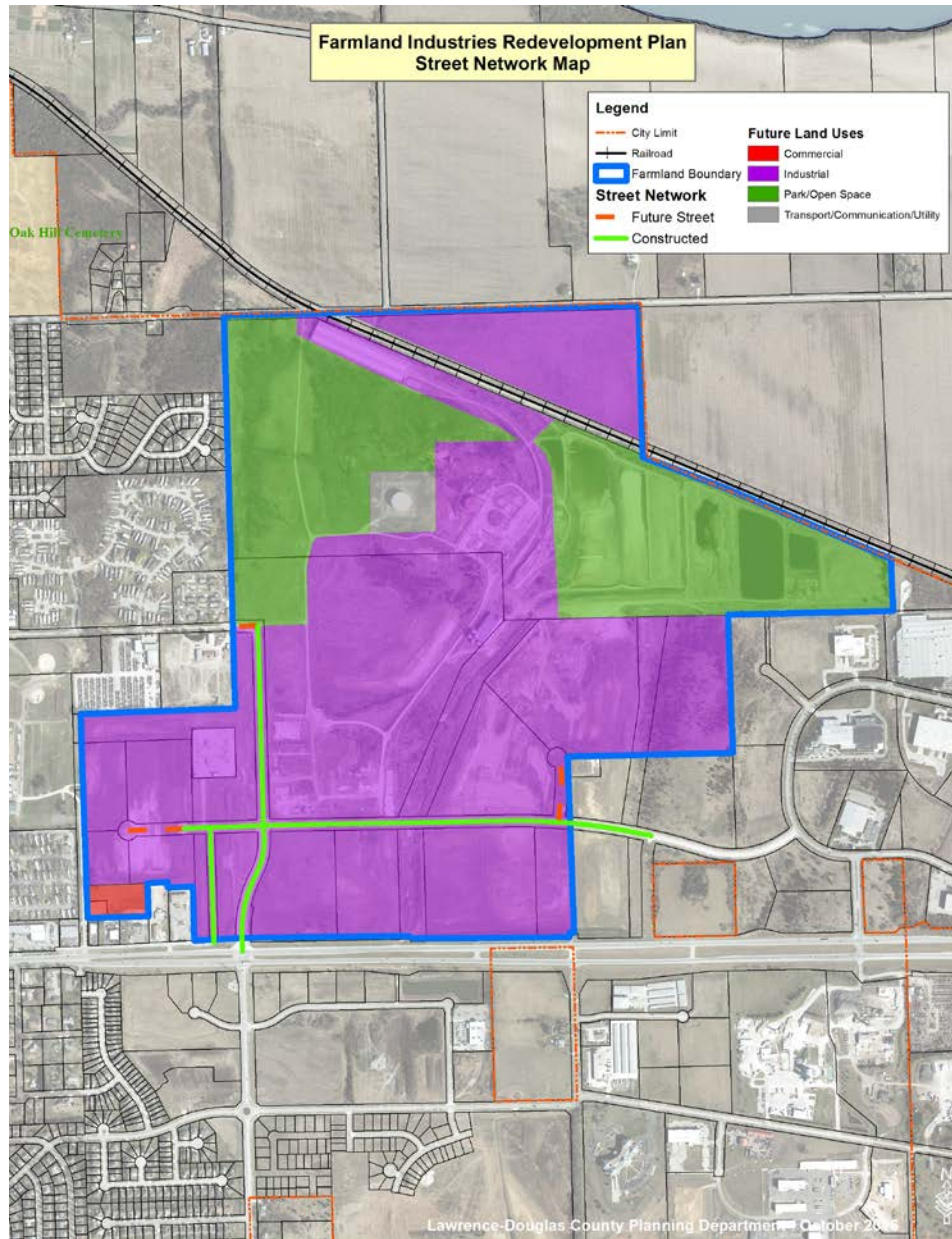 Farmland Industries Redevelopment Plan
Street Network Map
Legend
City Limit
Railroad
Farmland Boundary
Street Network
Future Street
Constructed
Future Land Uses
Commercial
Industrial
Park/Open Space
Transport/Communication/Utility
Oak Hill Cemetery
Lawrence-Douglas County Planning Department October